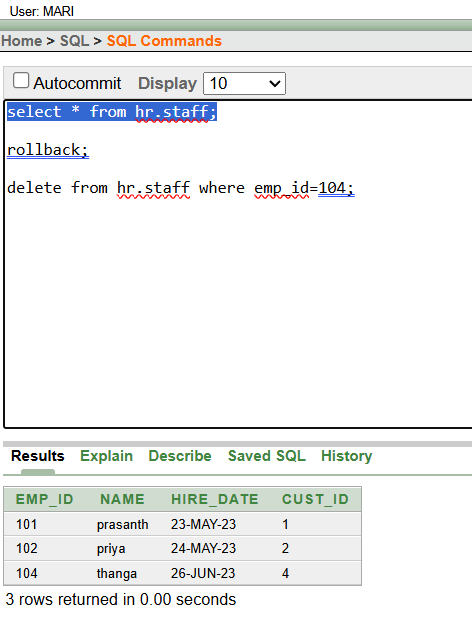 User: MARI
Home > SQL > SQL Commands
Autocommit Display 10
select * from hr.staff;
rollback;
delete from hr.staff where emp_id=104;
Results Explain Describe Saved SQL History
EMP_ID NAME HIRE_DATE CUST_ID
101 prasanth 23-MAY-23 1
102 priya 24-MAY-23 2
104 thanga 26-JUN-23 4
3 rows returned in 0.00 seconds